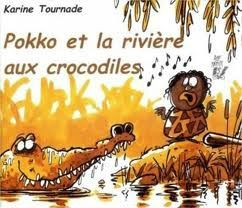 Karine Tournade
Pokko et la rivière
aux crocodiles